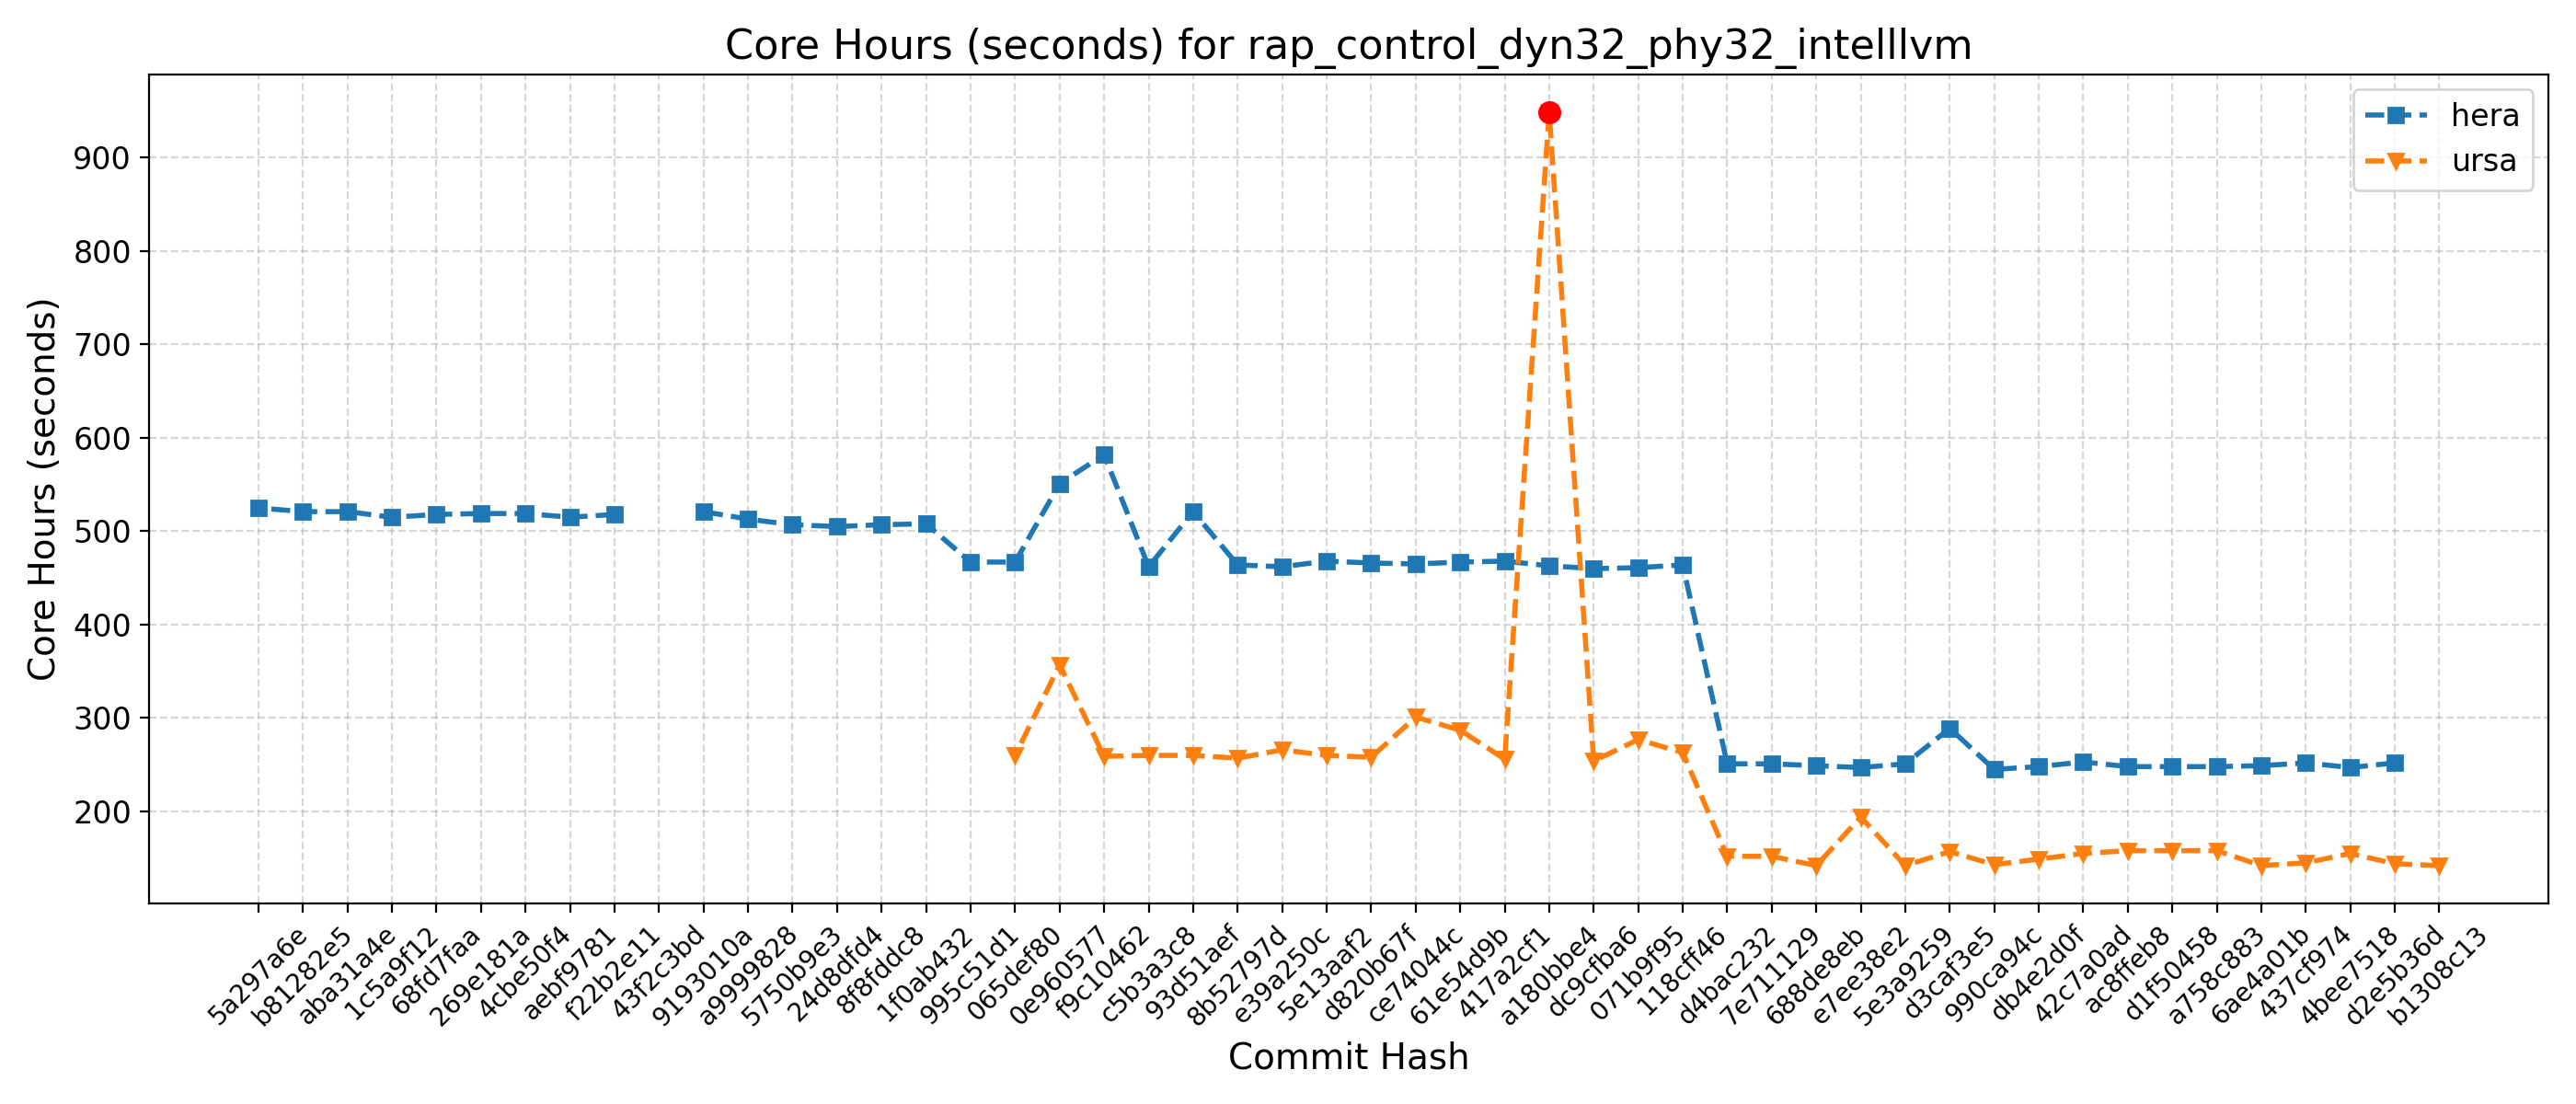 Core Hours (seconds) for rap_control_dyn32_phy32_intelllvm
hera
ursa
Core Hours (seconds)
900
800
700
600
500
400
300
200
5a297a6e
b81282e5
aba31a4e
1c5a9f12
68fd7faa
269e181a
4cbe50f4
aebf9781
f22b2e11
43f2c3bd
9193010a
a9999828
5750b9e3
24d8dfd4
8f8fddc8
1f0ab432
995c51d1
065def80
0e960577
f9c10462
c5b3a3c8
93d51aef
8b52797d
e39a250c
5e13aaf2
d820b67f
ce74044c
61e54d9b
417a2cf1
a180bbe4
dc9cfba6
071b9f95
118cff46
d4bac232
7e711129
688de8eb
e7ee38e2
5e3a9259
d3caf3e5
990ca94c
db4e2d0f
42c7a0ad
ac8ffeb8
d1f50458
a758c883
6ae4a01b
437cf974
4bee7518
d2e5b36d
b1308c13
Commit Hash